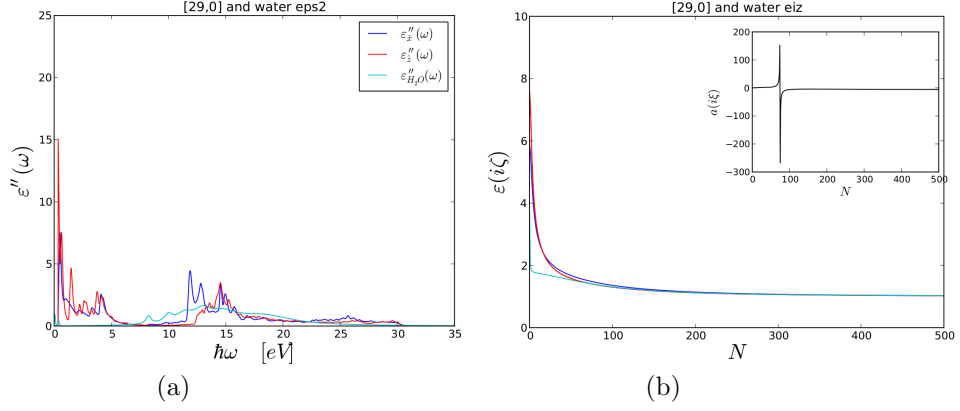 [29,0] and water eps2
25
20
15
10
5
0
ε''(ω)
ε''_x̂(ω)
ε''_ẑ(ω)
ε''_{H₂O}(ω)
0 5 10 15 20 25 30 35
ħω [eV]
(a)
[29,0] and water eiz
10
8
6
4
2
0
ε(iζ)
0 100 200 300 400 500
N
200
100
0
−100
−200
−300
a(iξ)
0 100 200 300 400 500
N
(b)